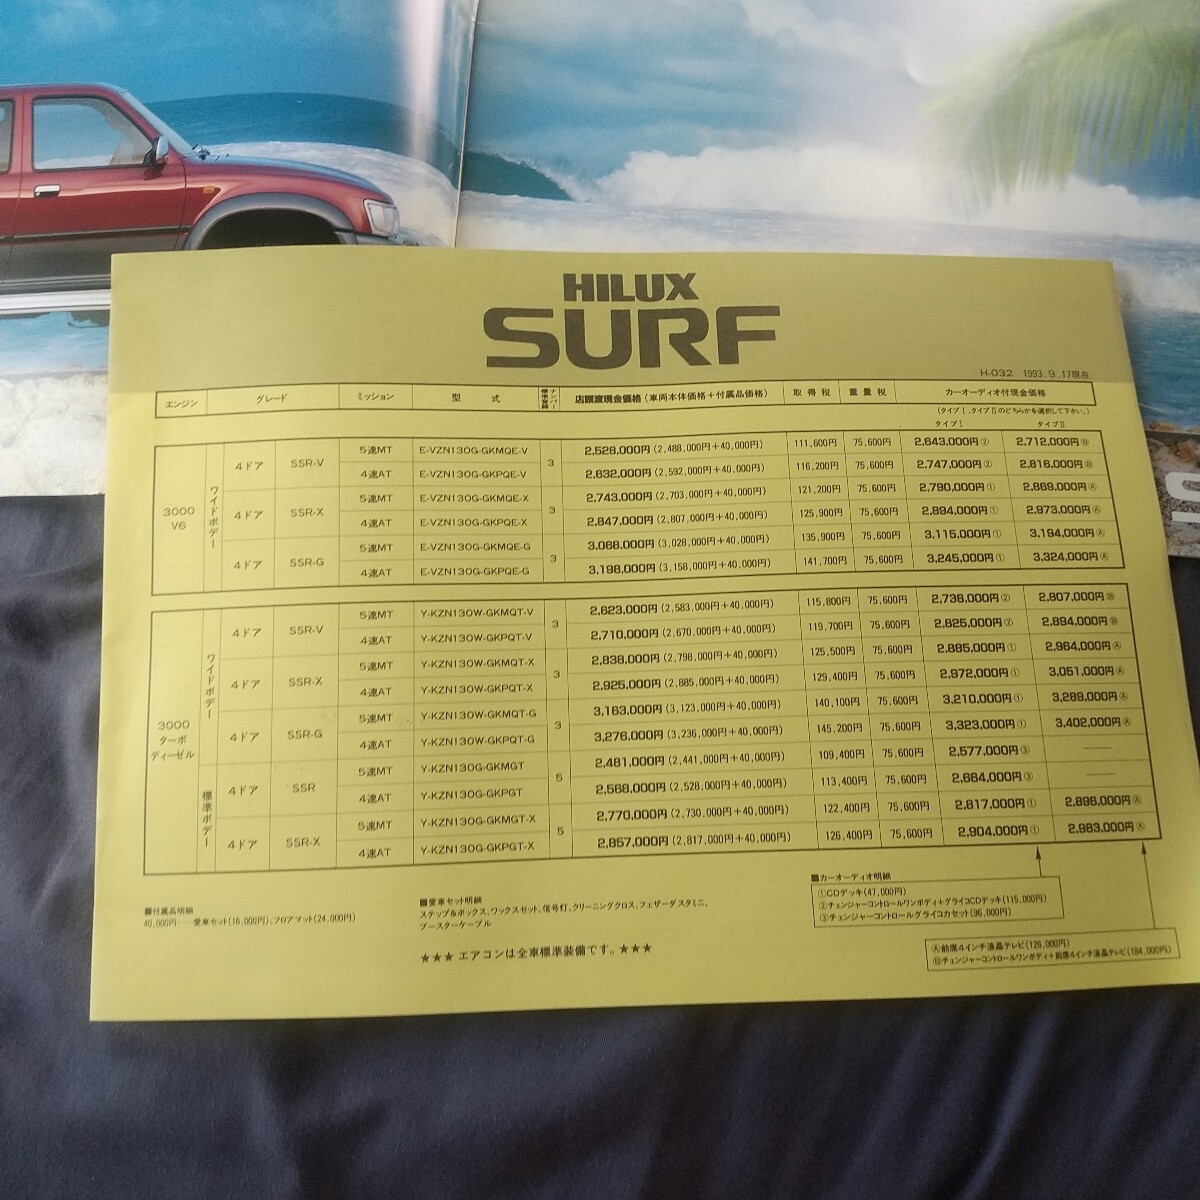 HILUX
SURF
H-032 1993.9.17現在
エンジン グレード ミッション 型 式 ナンバー標準登録 店頭渡現金価格(車両本体価格+付属品価格) 取得税 重量税 カーオーディオ付現金価格
(タイプⅠ、タイプⅡのどちらかを選択して下さい。)
タイプⅠ タイプⅡ
3000 V6 ワイドボデー 4ドア SSR-V 5速MT E-VZN130G-GKMQE-V 3 2,528,000円(2,488,000円+40,000円) 111,600円 75,600円 2,643,000円② 2,712,000円Ⓑ
4速AT E-VZN130G-GKPQE-V 2,632,000円(2,592,000円+40,000円) 116,200円 75,600円 2,747,000円② 2,816,000円Ⓑ
4ドア SSR-X 5速MT E-VZN130G-GKMQE-X 3 2,743,000円(2,703,000円+40,000円) 121,200円 75,600円 2,790,000円① 2,869,000円Ⓐ
4速AT E-VZN130G-GKPQE-X 2,847,000円(2,807,000円+40,000円) 125,900円 75,600円 2,894,000円① 2,973,000円Ⓐ
4ドア SSR-G 5速MT E-VZN130G-GKMQE-G 3 3,068,000円(3,028,000円+40,000円) 135,900円 75,600円 3,115,000円① 3,194,000円Ⓐ
4速AT E-VZN130G-GKPQE-G 3,198,000円(3,158,000円+40,000円) 141,700円 75,600円 3,245,000円① 3,324,000円Ⓐ
3000 ターボ ディーゼル ワイドボデー 4ドア SSR-V 5速MT Y-KZN130W-GKMQT-V 3 2,623,000円(2,583,000円+40,000円) 115,800円 75,600円 2,738,000円② 2,807,000円Ⓑ
4速AT Y-KZN130W-GKPQT-V 2,710,000円(2,670,000円+40,000円) 119,700円 75,600円 2,825,000円② 2,894,000円Ⓑ
4ドア SSR-X 5速MT Y-KZN130W-GKMQT-X 3 2,838,000円(2,798,000円+40,000円) 125,500円 75,600円 2,885,000円① 2,964,000円Ⓐ
4速AT Y-KZN130W-GKPQT-X 2,925,000円(2,885,000円+40,000円) 129,400円 75,600円 2,972,000円① 3,051,000円Ⓐ
4ドア SSR-G 5速MT Y-KZN130W-GKMQT-G 3 3,163,000円(3,123,000円+40,000円) 140,100円 75,600円 3,210,000円① 3,289,000円Ⓐ
4速AT Y-KZN130W-GKPQT-G 3,276,000円(3,236,000円+40,000円) 145,200円 75,600円 3,323,000円① 3,402,000円Ⓐ
標準ボデー 4ドア SSR 5速MT Y-KZN130G-GKMGT 5 2,481,000円(2,441,000円+40,000円) 109,400円 75,600円 2,577,000円③ ——
4速AT Y-KZN130G-GKPGT 2,568,000円(2,528,000円+40,000円) 113,400円 75,600円 2,664,000円③ ——
4ドア SSR-X 5速MT Y-KZN130G-GKMGT-X 5 2,770,000円(2,730,000円+40,000円) 122,400円 75,600円 2,817,000円① 2,896,000円Ⓐ
4速AT Y-KZN130G-GKPGT-X 2,857,000円(2,817,000円+40,000円) 126,400円 75,600円 2,904,000円① 2,983,000円Ⓐ
■付属品明細
40,000円——愛車セット(16,000円)、フロアマット(24,000円)
■愛車セット明細
ステップ&ボックス、ワックスセット、信号灯、クリーニングクロス、フェザーダスタミニ、
ブースターケーブル
★★★ エアコンは全車標準装備です。★★★
■カーオーディオ明細
①CDデッキ(47,000円)
②チェンジャーコントロールワンボディ+グライコCDデッキ(115,000円)
③チェンジャーコントロールグライコカセット(96,000円)
Ⓐ前席4インチ液晶テレビ(126,000円)
Ⓑチェンジャーコントロールワンボディ+前席4インチ液晶テレビ(184,000円)